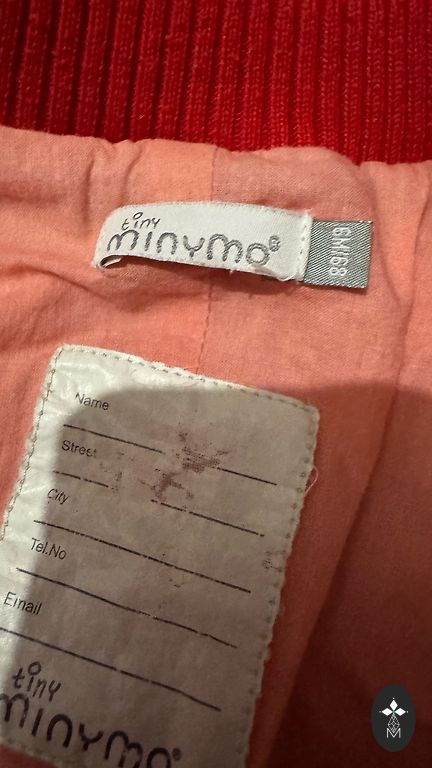 tiny
minymo®
6M/68
Name
Street
City
Tel.No
Email
tiny
minymo®
M